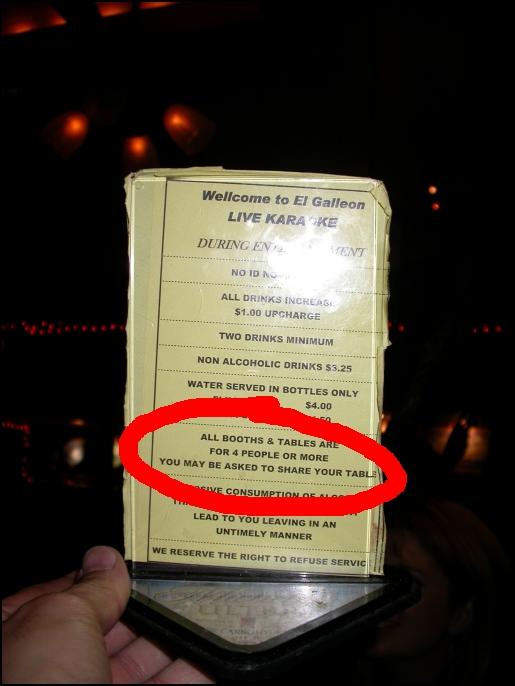 Wellcome to El Galleon
LIVE KARAOKE
DURING
NO ID
ALL DRINKS INCREASE
$1.00 UPCHARGE
TWO DRINKS MINIMUM
NON ALCOHOLIC DRINKS $3.25
WATER SERVED IN BOTTLES ONLY
$4.00
ALL BOOTHS & TABLES ARE
FOR 4 PEOPLE OR MORE
YOU MAY BE ASKED TO SHARE YOUR TABLE
CONSUMPTION OF
LEAD TO YOU LEAVING IN AN
UNTIMELY MANNER
WE RESERVE THE RIGHT TO REFUSE SERVIC